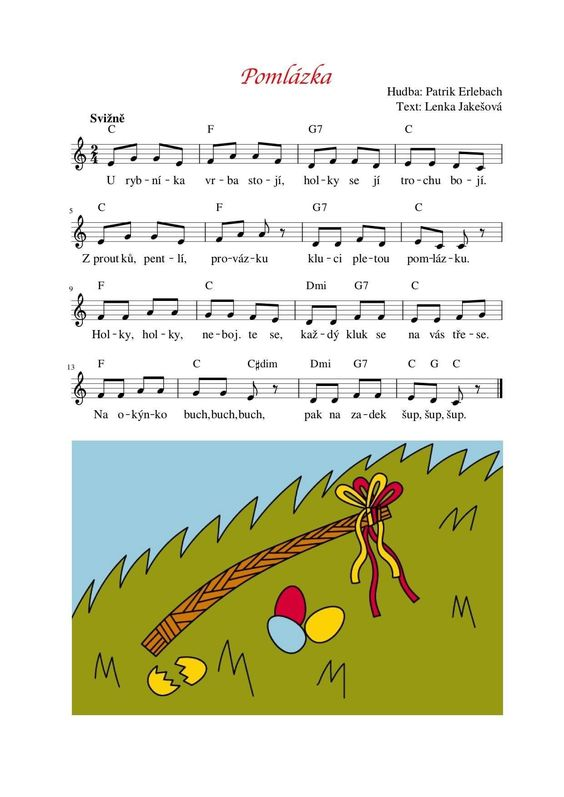 Pomlázka
Hudba: Patrik Erlebach
Text: Lenka Jakešová
Svižně
C F G7 C
2
4
U ryb-ní-ka vr-ba sto-jí, hol-ky se jí tro-chu bo-jí.
5
C F G7 C
Z prout ků, pent-lí, pro-váz-ku klu-ci ple-tou pom-láz-ku.
9
F C Dmi G7 C
Hol-ky, hol-ky, ne-boj. te se, kaž-dý kluk se na vás tře-se.
13
F C C♯dim Dmi G7 C G C
Na o-kýn-ko buch,buch,buch, pak na za-dek šup, šup, šup.